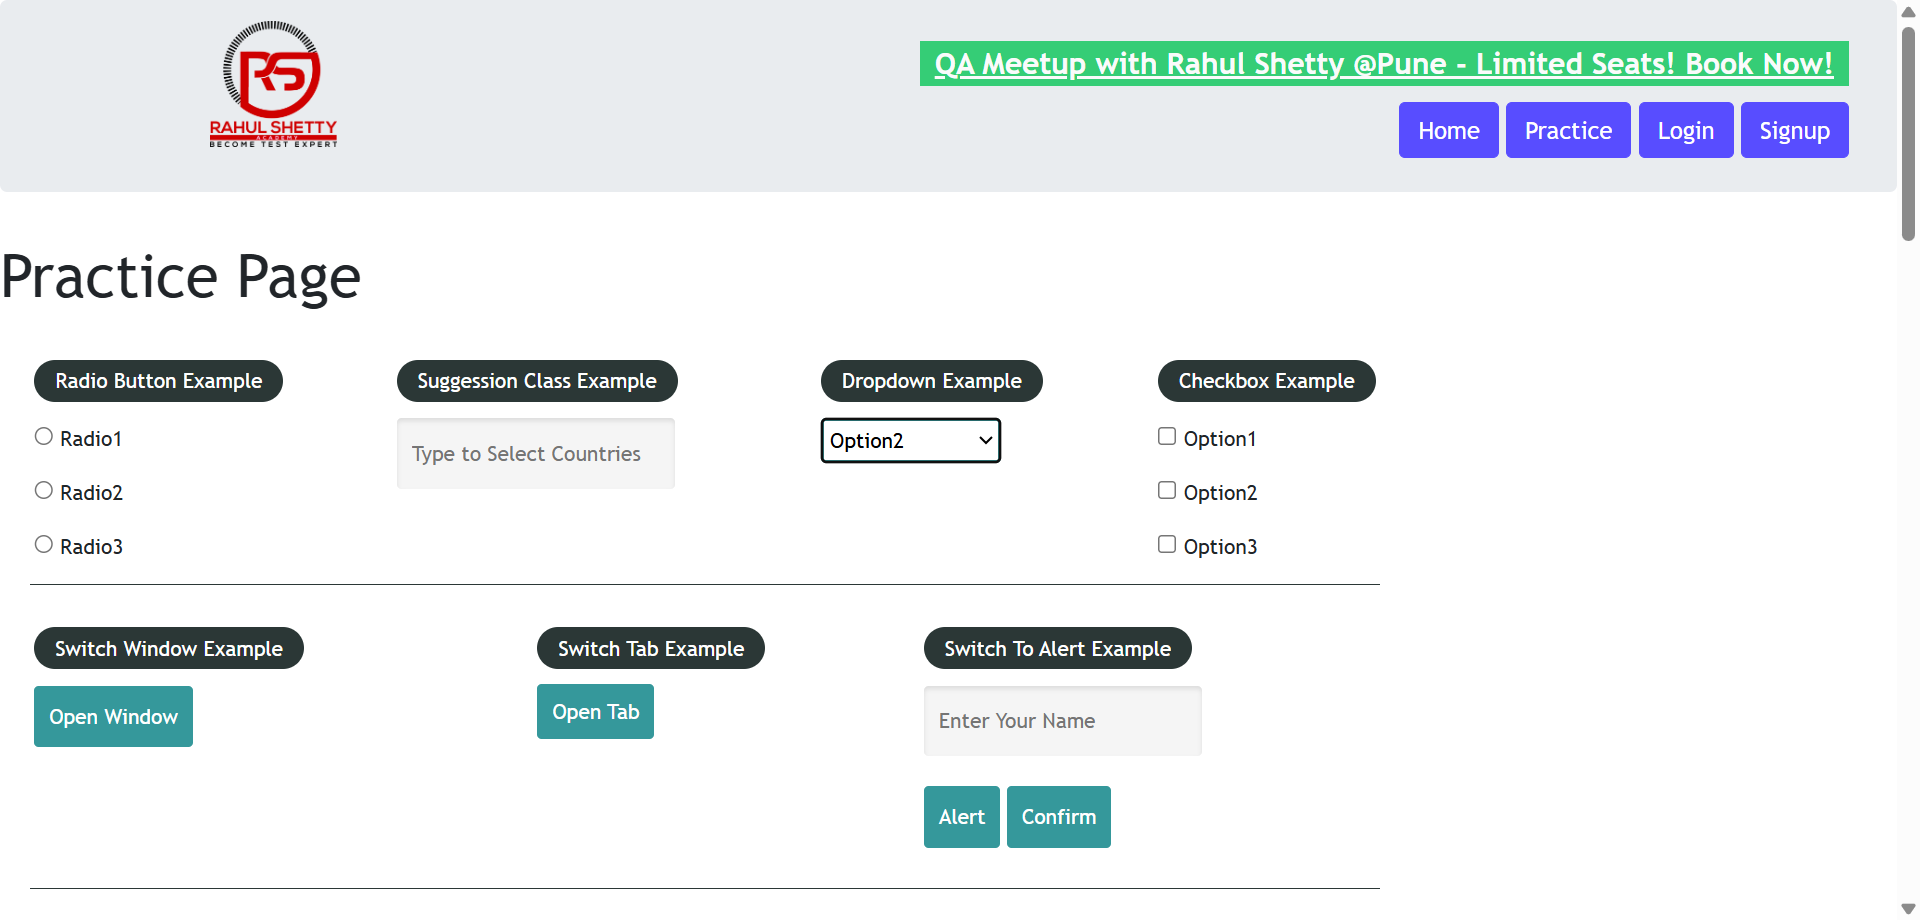 RS
RAHUL SHETTY
ACADEMY
BECOME TEST EXPERT
QA Meetup with Rahul Shetty @Pune - Limited Seats! Book Now!
Home Practice Login Signup
Practice Page
Radio Button Example Suggession Class Example Dropdown Example Checkbox Example
Radio1 Type to Select Countries Option2 Option1
Radio2 Option2
Radio3 Option3
Switch Window Example Switch Tab Example Switch To Alert Example
Open Window Open Tab Enter Your Name
Alert Confirm